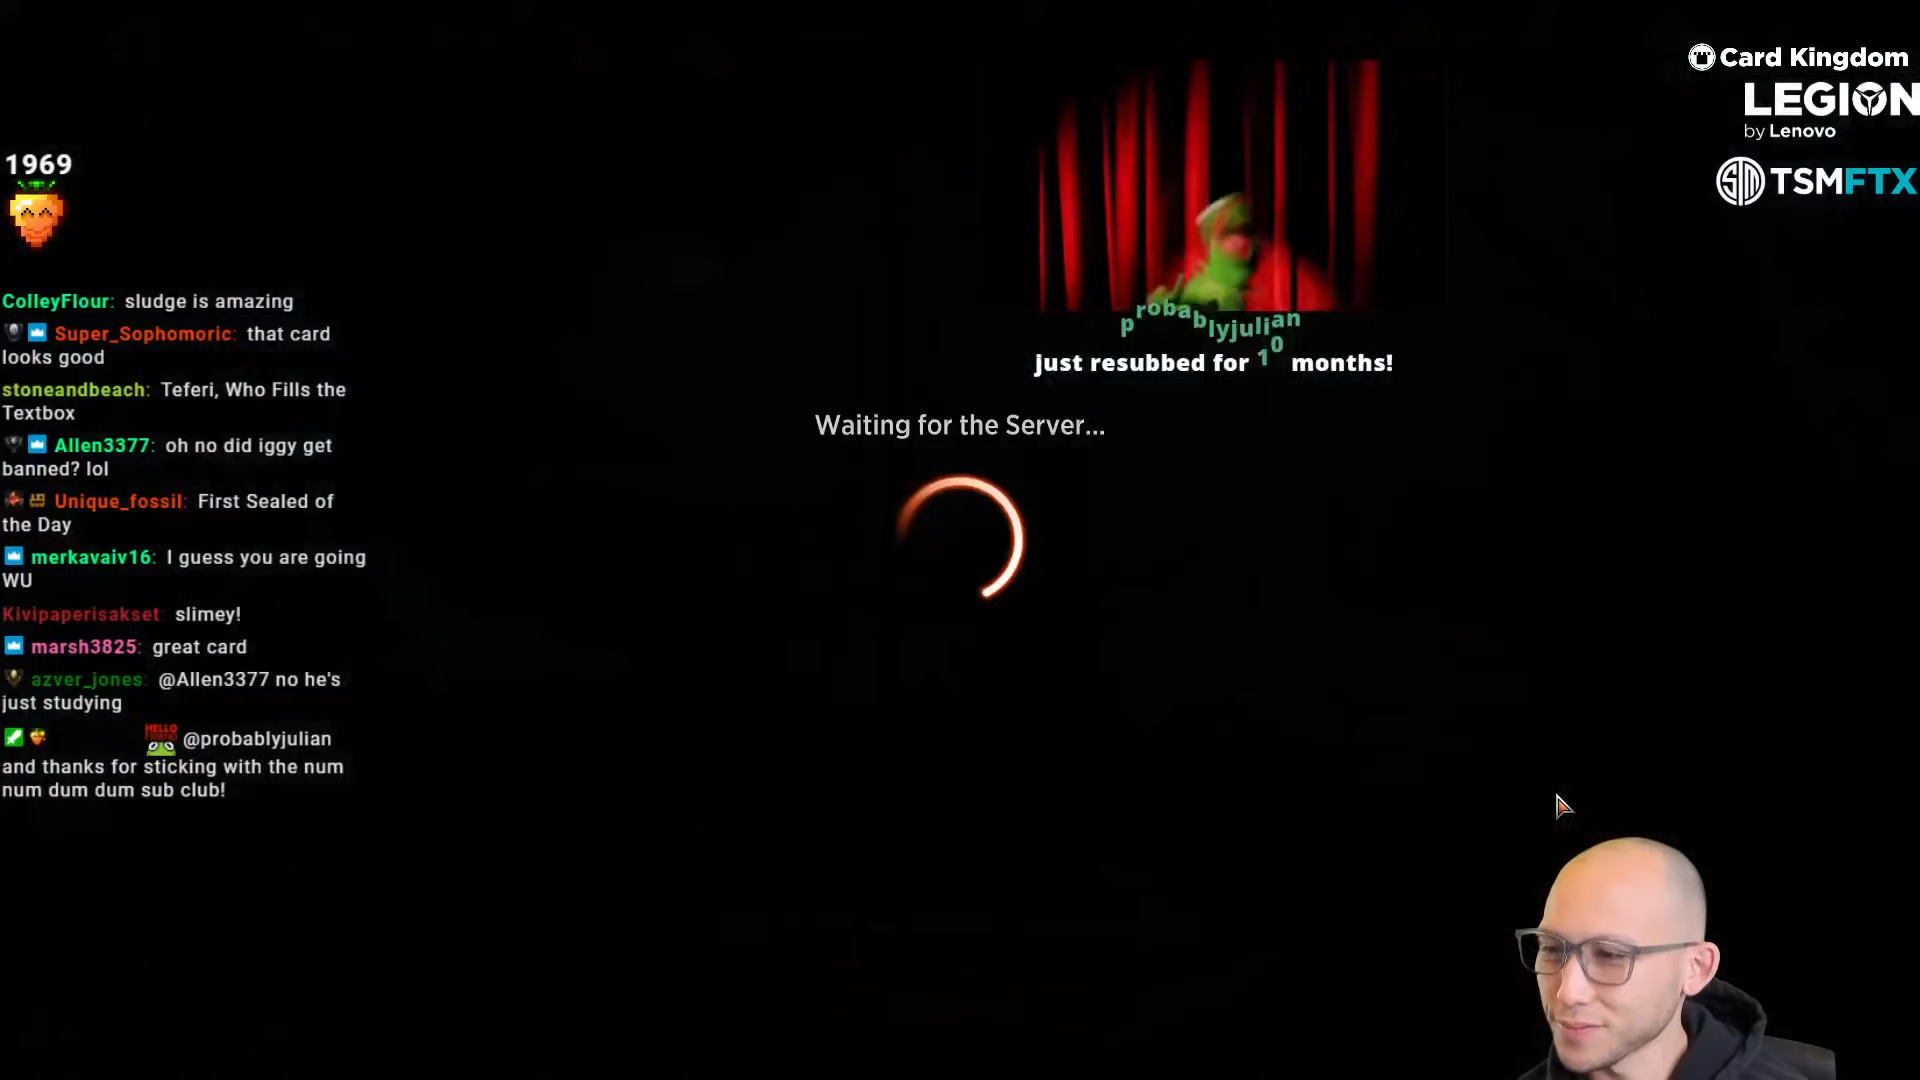 Card Kingdom
LEGION
by Lenovo
TSMFTX
1969
probablyjulian
just resubbed for 10 months!
Waiting for the Server...
ColleyFlour: sludge is amazing
Super_Sophomoric: that card
looks good
stoneandbeach: Teferi, Who Fills the
Textbox
Allen3377: oh no did iggy get
banned? lol
Unique_fossil: First Sealed of
the Day
merkavaiv16: I guess you are going
WU
Kivipaperisakset: slimey!
marsh3825: great card
azver_jones: @Allen3377 no he's
just studying
HELLO @probablyjulian
and thanks for sticking with the num
num dum dum sub club!